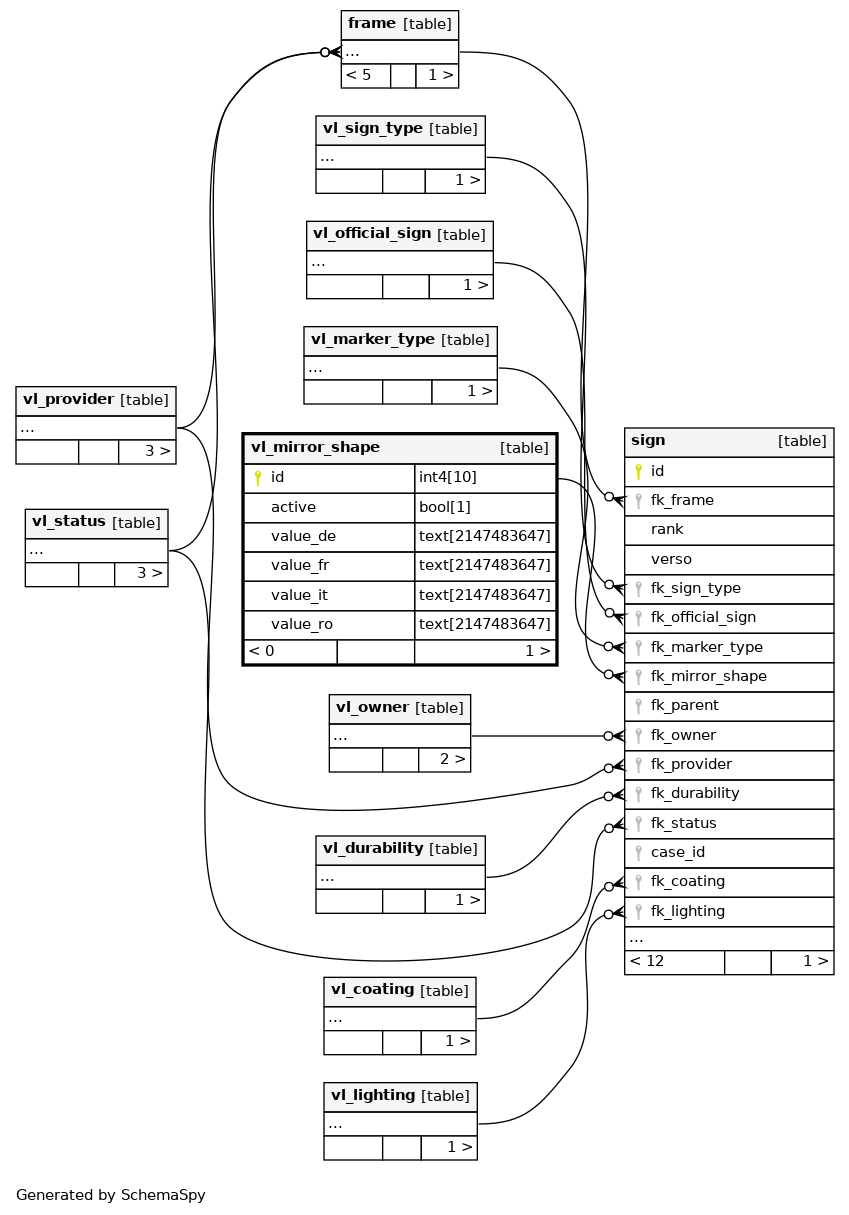 frame [table]
...
< 5 1 >
vl_sign_type [table]
...
1 >
vl_official_sign [table]
...
1 >
vl_marker_type [table]
...
1 >
vl_provider [table]
...
3 >
vl_status [table]
...
3 >
vl_mirror_shape [table]
id int4[10]
active bool[1]
value_de text[2147483647]
value_fr text[2147483647]
value_it text[2147483647]
value_ro text[2147483647]
< 0 1 >
vl_owner [table]
...
2 >
vl_durability [table]
...
1 >
vl_coating [table]
...
1 >
vl_lighting [table]
...
1 >
sign [table]
id
fk_frame
rank
verso
fk_sign_type
fk_official_sign
fk_marker_type
fk_mirror_shape
fk_parent
fk_owner
fk_provider
fk_durability
fk_status
case_id
fk_coating
fk_lighting
...
< 12 1 >
Generated by SchemaSpy